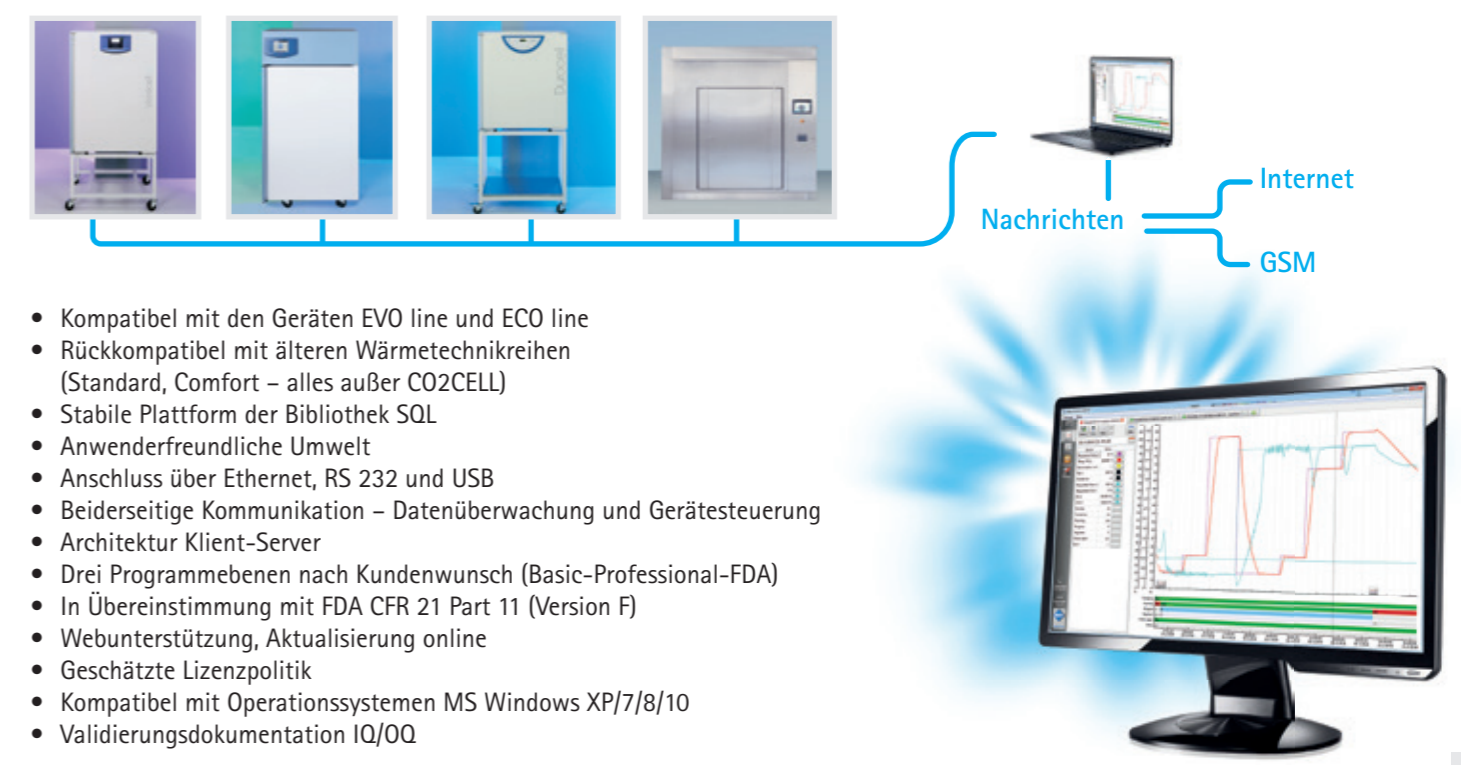 Durocell
Internet
Nachrichten
GSM
• Kompatibel mit den Geräten EVO line und ECO line
• Rückkompatibel mit älteren Wärmetechnikreihen
(Standard, Comfort – alles außer CO2CELL)
• Stabile Plattform der Bibliothek SQL
• Anwenderfreundliche Umwelt
• Anschluss über Ethernet, RS 232 und USB
• Beiderseitige Kommunikation – Datenüberwachung und Gerätesteuerung
• Architektur Klient-Server
• Drei Programmebenen nach Kundenwunsch (Basic-Professional-FDA)
• In Übereinstimmung mit FDA CFR 21 Part 11 (Version F)
• Webunterstützung, Aktualisierung online
• Geschätzte Lizenzpolitik
• Kompatibel mit Operationssystemen MS Windows XP/7/8/10
• Validierungsdokumentation IQ/OQ